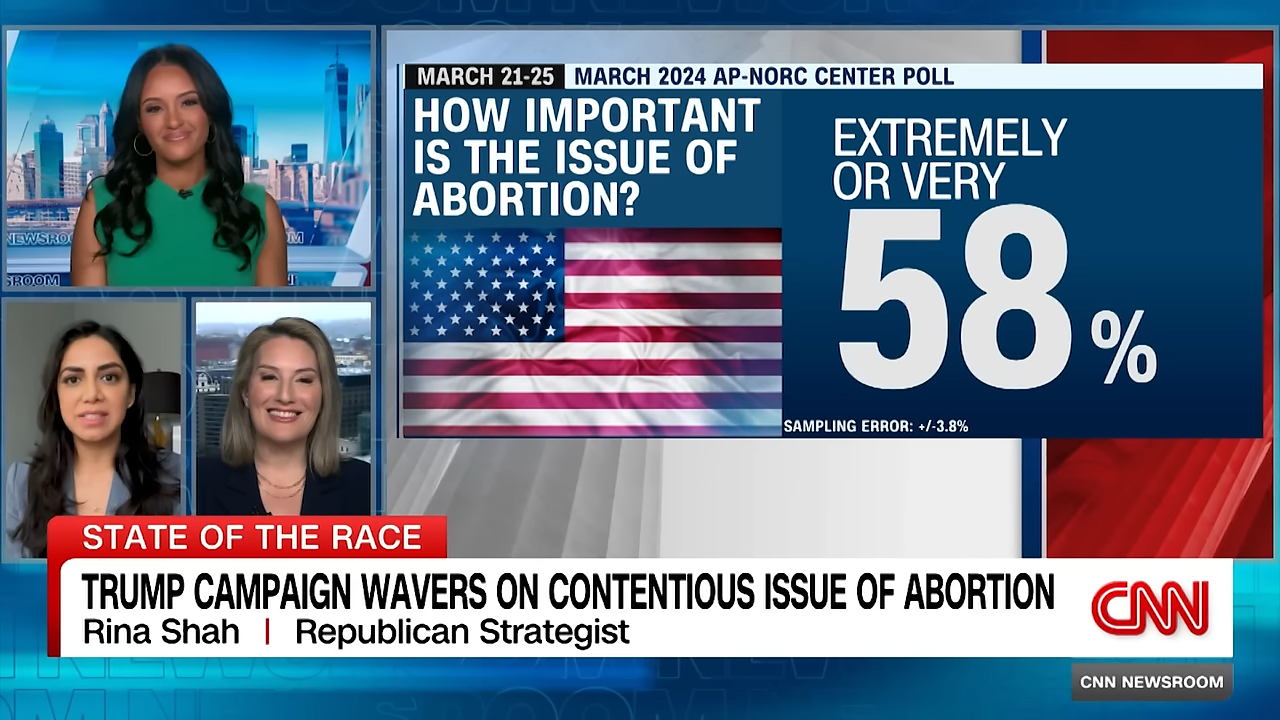 MARCH 21-25 MARCH 2024 AP-NORC CENTER POLL
HOW IMPORTANT
IS THE ISSUE OF
ABORTION?
EXTREMELY
OR VERY
58%
SAMPLING ERROR: +/-3.8%
STATE OF THE RACE
TRUMP CAMPAIGN WAVERS ON CONTENTIOUS ISSUE OF ABORTION
Rina Shah | Republican Strategist
CNN
CNN NEWSROOM